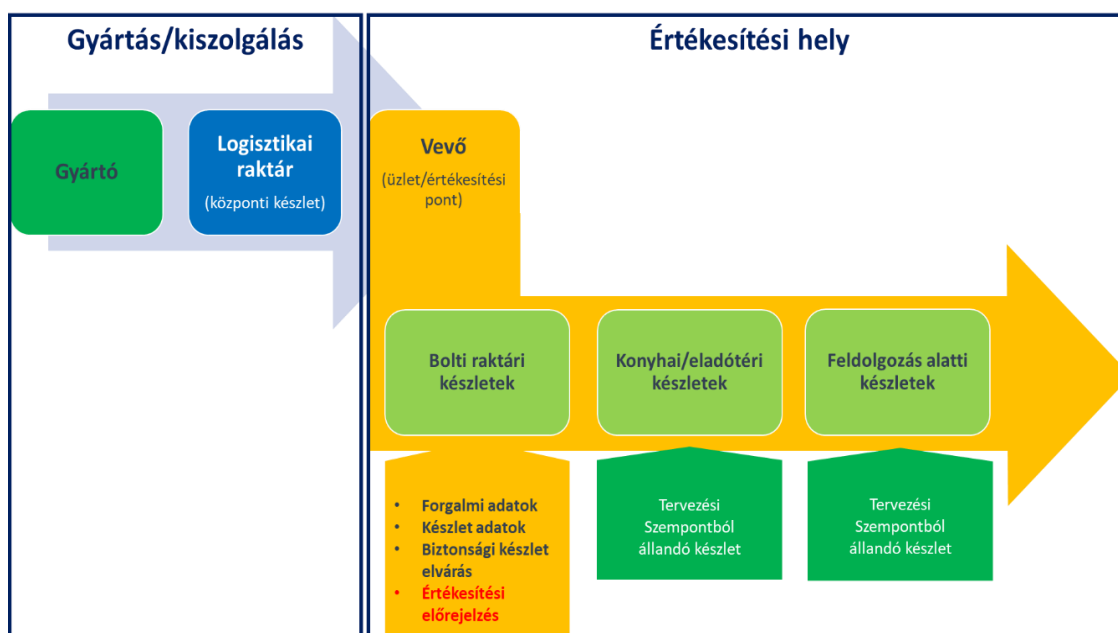 Gyártás/kiszolgálás
Értékesítési hely
Gyártó
Logisztikai
raktár
(központi készlet)
Vevő
(üzlet/értékesítési
pont)
Bolti raktári
készletek
Konyhai/eladótéri
készletek
Feldolgozás alatti
készletek
• Forgalmi adatok
• Készlet adatok
• Biztonsági készlet
elvárás
• Értékesítési
előrejelzés
Tervezési
Szempontból
állandó készlet
Tervezési
Szempontból
állandó készlet